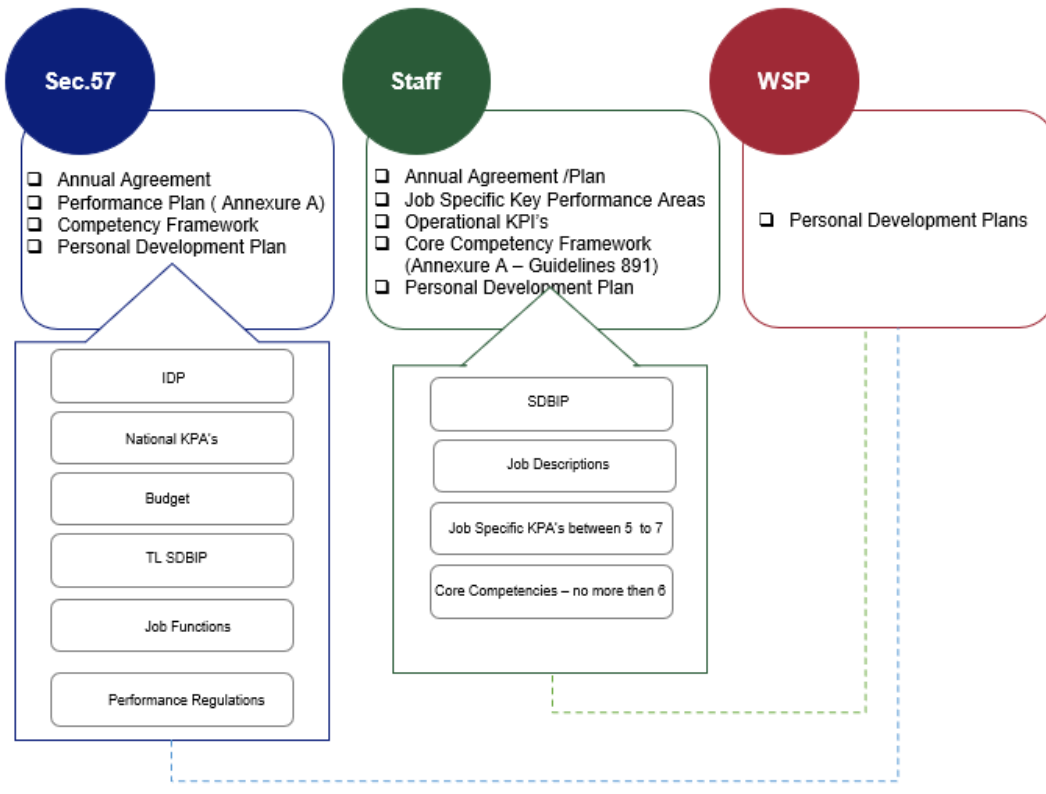 Sec.57
Annual Agreement
Performance Plan ( Annexure A)
Competency Framework
Personal Development Plan
IDP
National KPA's
Budget
TL SDBIP
Job Functions
Performance Regulations
Staff
Annual Agreement /Plan
Job Specific Key Performance Areas
Operational KPI's
Core Competency Framework
(Annexure A – Guidelines 891)
Personal Development Plan
SDBIP
Job Descriptions
Job Specific KPA's between 5 to 7
Core Competencies – no more then 6
WSP
Personal Development Plans